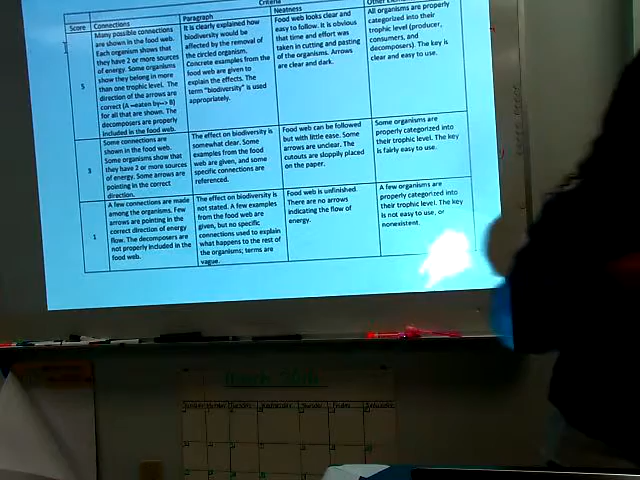 Criteria
Score
Connections
Paragraph
Neatness
5
Many possible connections
are shown in the food web.
Each organism shows that
they have 2 or more sources
of energy. Some organisms
show they belong in more
than one trophic level. The
direction of the arrows are
correct (A --eaten by--> B)
for all that are shown. The
decomposers are properly
included in the food web.
It is clearly explained how
biodiversity would be
affected by the removal of
the circled organism.
Concrete examples from the
food web are given to
explain the effects. The
term "biodiversity" is used
appropriately.
Food web looks clear and
easy to follow. It is obvious
that time and effort was
taken in cutting and pasting
of the organisms. Arrows
are clear and dark.
All organisms are properly
categorized into their
trophic level (producer,
consumers, and
decomposers). The key is
clear and easy to use.
3
Some connections are
shown in the food web.
Some organisms show that
they have 2 or more sources
of energy. Some arrows are
pointing in the correct
direction.
The effect on biodiversity is
somewhat clear. Some
examples from the food
web are given, and some
specific connections are
referenced.
Food web can be followed
but with little ease. Some
arrows are unclear. The
cutouts are sloppily placed
on the paper.
Some organisms are
properly categorized into
their trophic level. The key
is fairly easy to use.
1
A few connections are made
among the organisms. Few
arrows are pointing in the
correct direction of energy
flow. The decomposers are
not properly included in the
food web.
The effect on biodiversity is
not stated. A few examples
from the food web are
given, but no specific
connections used to explain
what happens to the rest of
the organisms; terms are
vague.
Food web is unfinished.
There are no arrows
indicating the flow of
energy.
A few organisms are
properly categorized into
their trophic level. The key
is not easy to use, or
nonexistent.